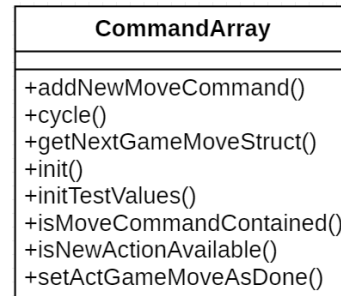 CommandArray
+addNewMoveCommand()
+cycle()
+getNextGameMoveStruct()
+init()
+initTestValues()
+isMoveCommandContained()
+isNewActionAvailable()
+setActGameMoveAsDone()